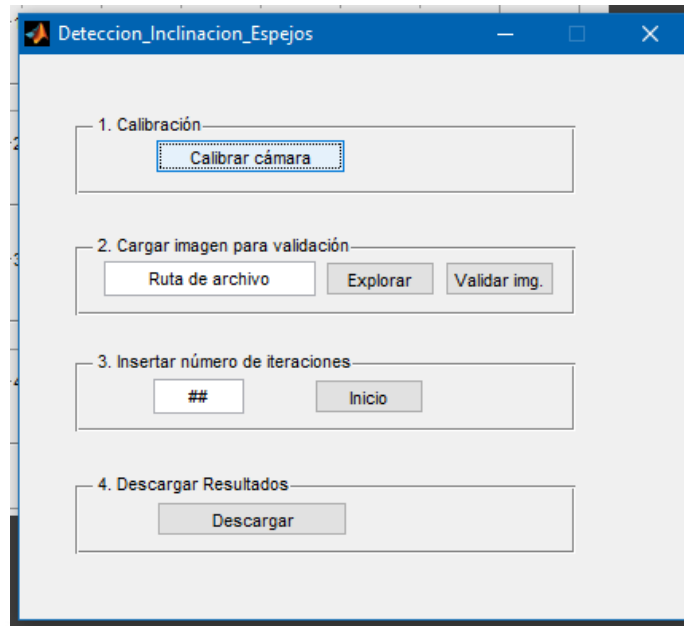 Deteccion_Inclinacion_Espejos
1. Calibración
Calibrar cámara
2. Cargar imagen para validación
Ruta de archivo Explorar Validar img.
3. Insertar número de iteraciones
## Inicio
4. Descargar Resultados
Descargar